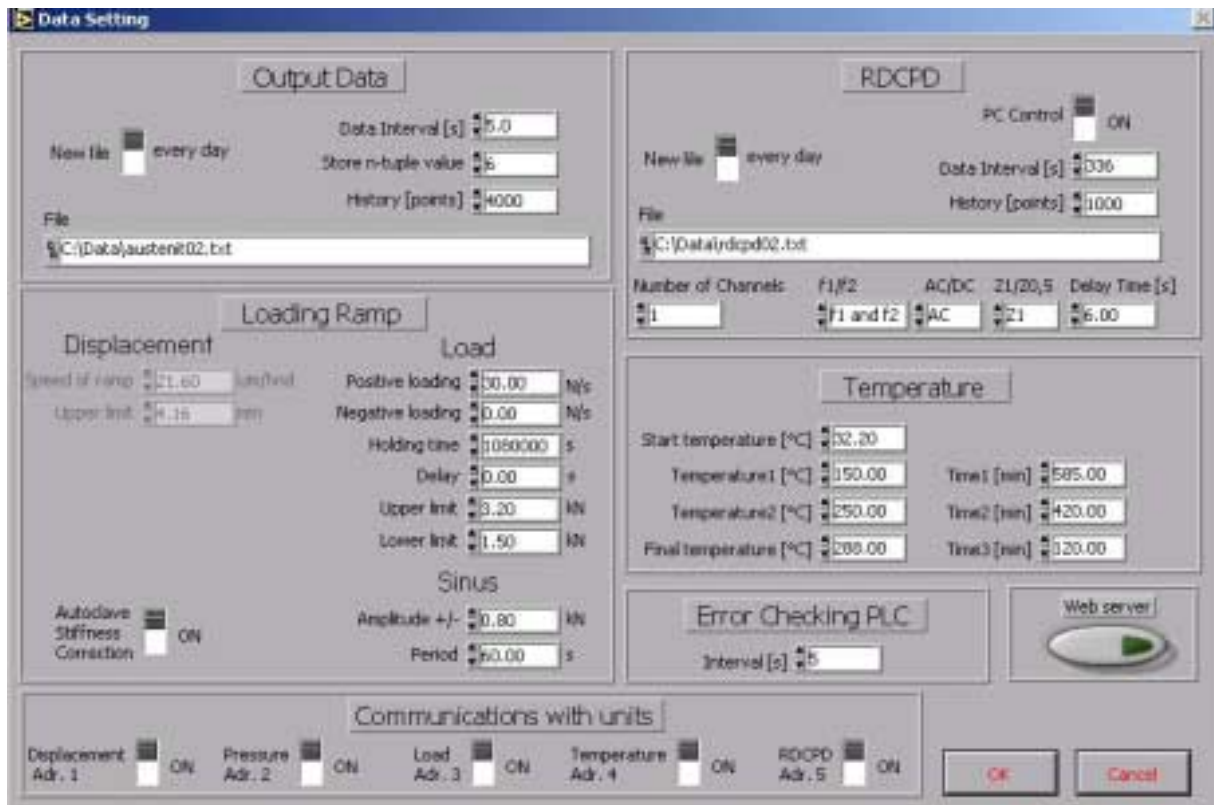 Data Setting
Output Data
New file every day
Data Interval [s] 5.0
Store n-tuple value 6
History [points] 4000
File
C:\Data\austenit02.txt
RDCPD
PC Control ON
New file every day
Data Interval [s] 336
History [points] 1000
File
C:\Data\rdcpd02.txt
Number of Channels f1/f2 AC/DC Z1/Z0,5 Delay Time [s]
1 f1 and f2 AC Z1 6.00
Loading Ramp
Displacement
Speed of ramp 21.60
Upper limit 4.16 mm
Load
Positive loading 30.00 N/s
Negative loading 0.00 N/s
Holding time 1080000 s
Delay 0.00 s
Upper limit 3.20 kN
Lower limit 1.50 kN
Sinus
Amplitude +/- 0.80 kN
Period 60.00 s
Autoclave
Stiffness
Correction
ON
Temperature
Start temperature [°C] 32.20
Temperature1 [°C] 150.00 Time1 [min] 585.00
Temperature2 [°C] 250.00 Time2 [min] 420.00
Final temperature [°C] 288.00 Time3 [min] 120.00
Error Checking PLC
Interval [s] 5
Web server
Communications with units
Displacement
Adr. 1
ON
Pressure
Adr. 2
ON
Load
Adr. 3
ON
Temperature
Adr. 4
ON
RDCPD
Adr. 5
ON
OK
Cancel